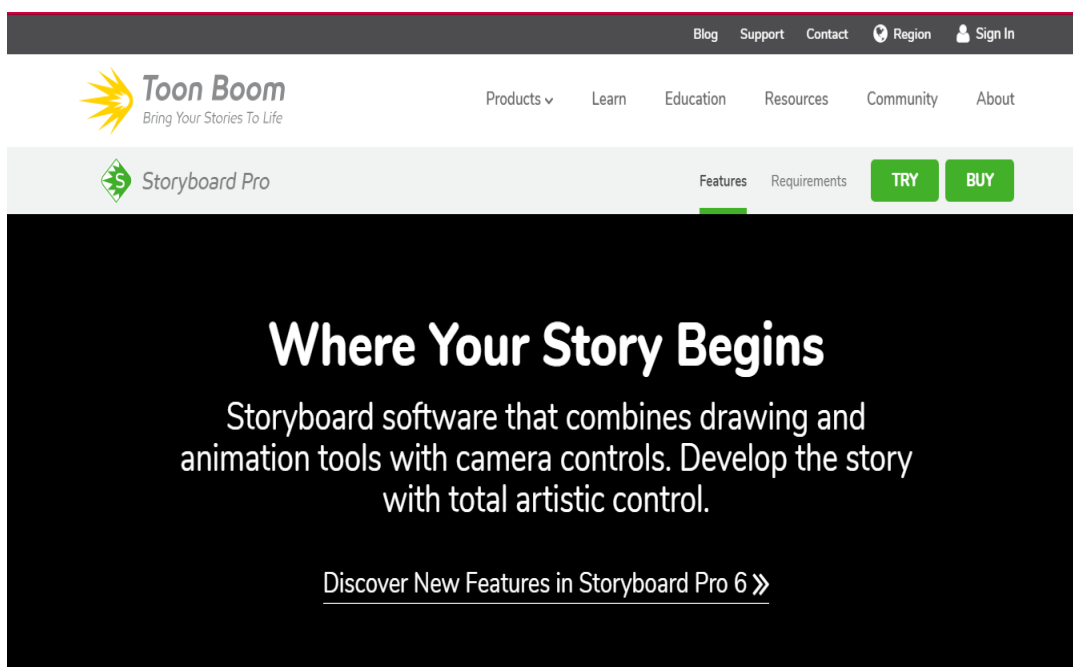 Blog Support Contact Region Sign In
Toon Boom
Bring Your Stories To Life
Products Learn Education Resources Community About
S
Storyboard Pro
Features Requirements TRY BUY
Where Your Story Begins
Storyboard software that combines drawing and
animation tools with camera controls. Develop the story
with total artistic control.
Discover New Features in Storyboard Pro 6 »